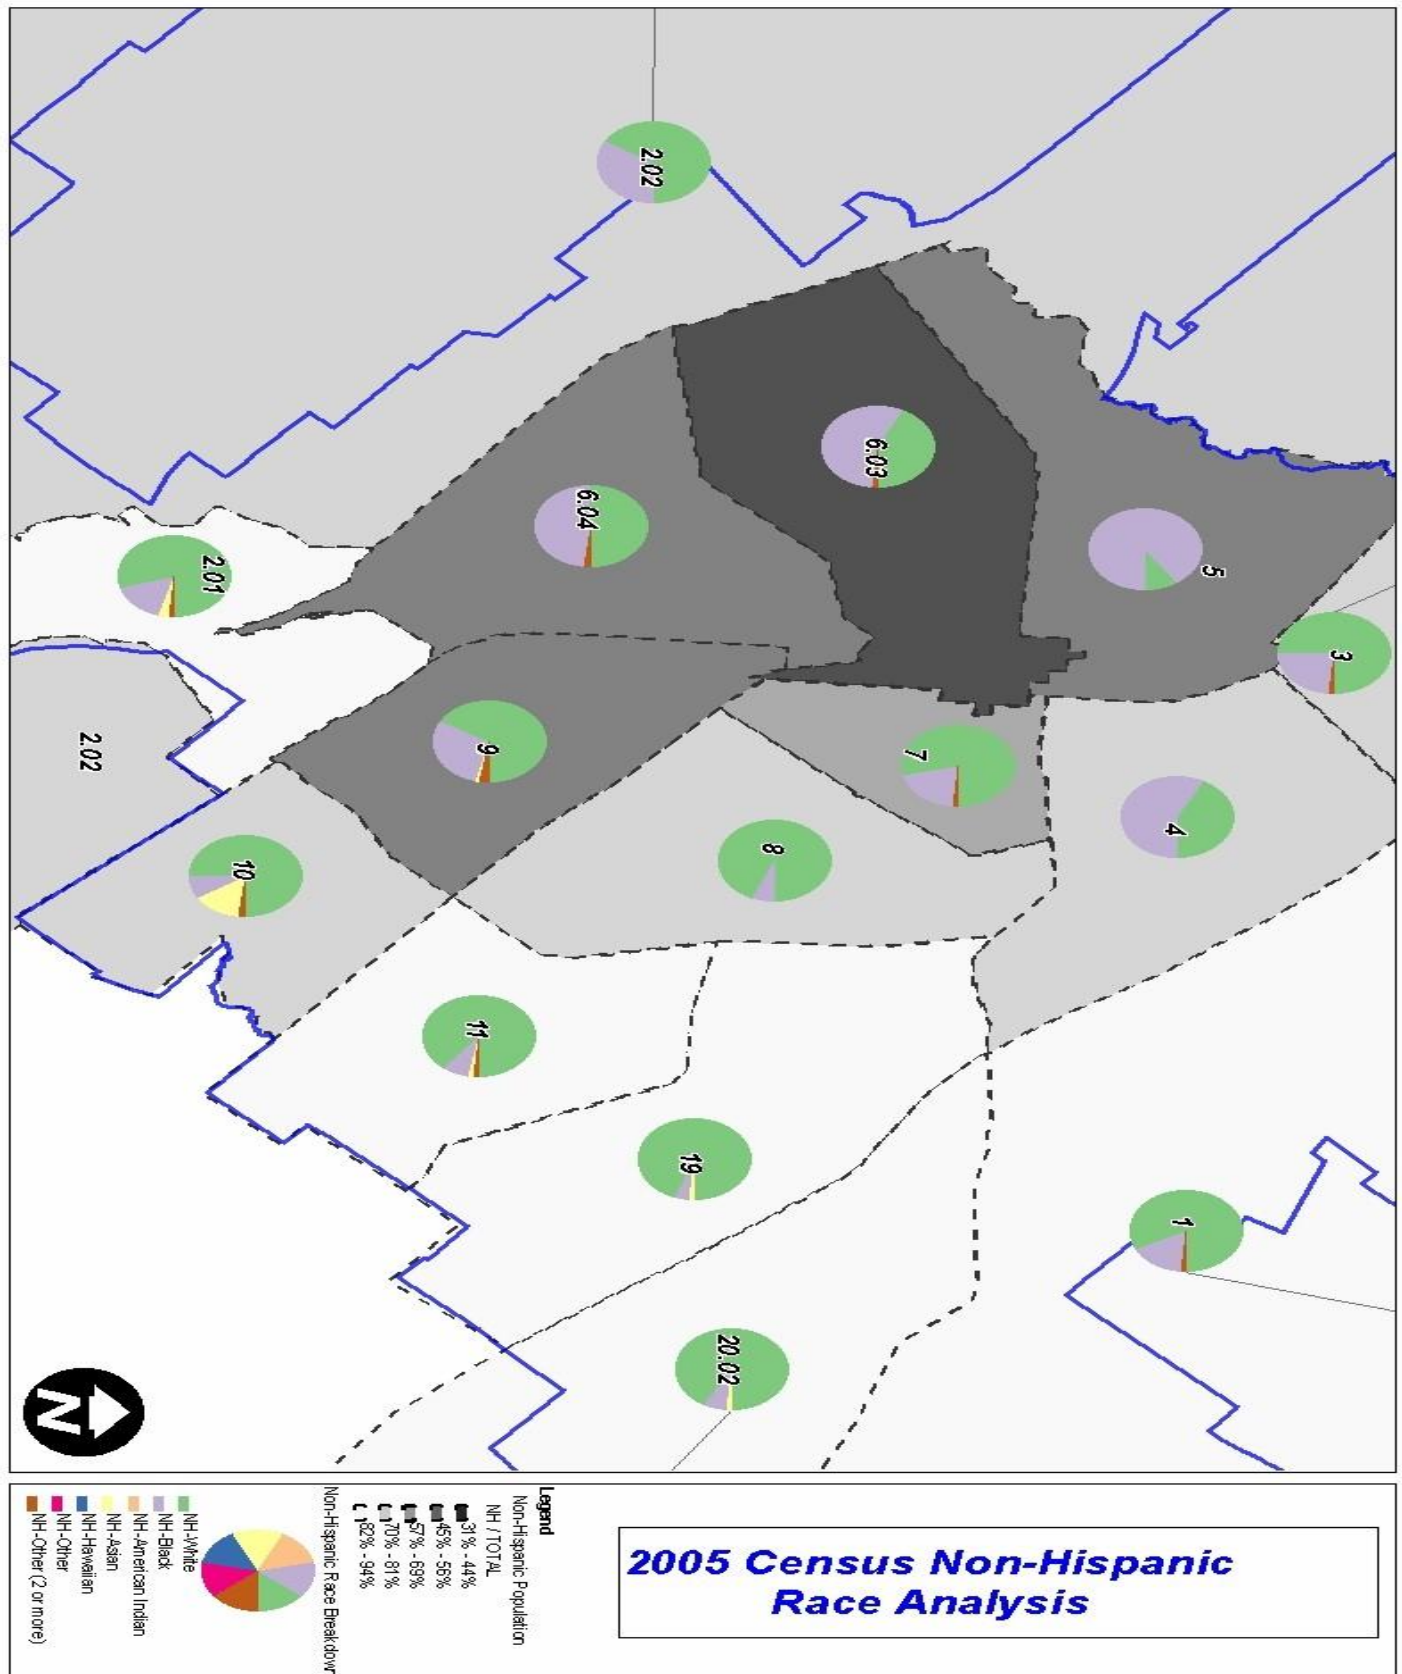 2005 Census Non-Hispanic
Race Analysis
Legend
Non-Hispanic Population
NH / TOTAL
31% - 44%
45% - 56%
57% - 69%
70% - 81%
82% - 94%
Non-Hispanic Race Breakdown
NH-White
NH-Black
NH-American Indian
NH-Asian
NH-Hawaiian
NH-Other
NH-Other (2 or more)
3
1
5
4
6.03
7
2.02
8
20.02
19
6.04
9
11
10
2.01
2.02
N